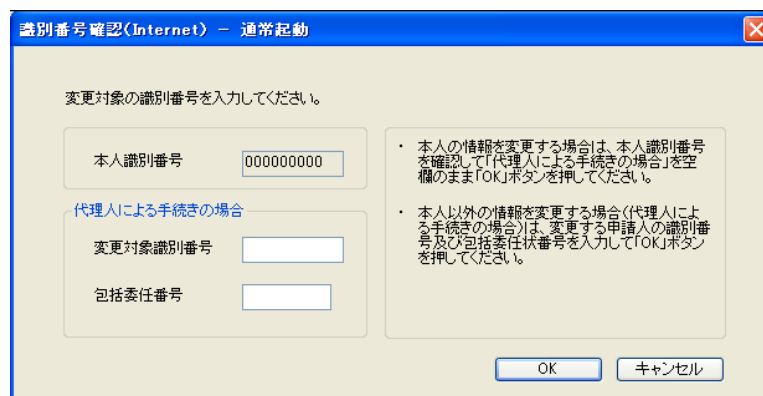 識別番号確認(Internet) － 通常起動
変更対象の識別番号を入力してください。
本人識別番号
000000000
代理人による手続きの場合
変更対象識別番号
包括委任番号
・ 本人の情報を変更する場合は、本人識別番号
を確認して「代理人による手続きの場合」を空
欄のまま「OK」ボタンを押してください。
・ 本人以外の情報を変更する場合(代理人によ
る手続きの場合)は、変更する申請人の識別番
号及び包括委任状番号を入力して「OK」ボタン
を押してください。
OK
キャンセル